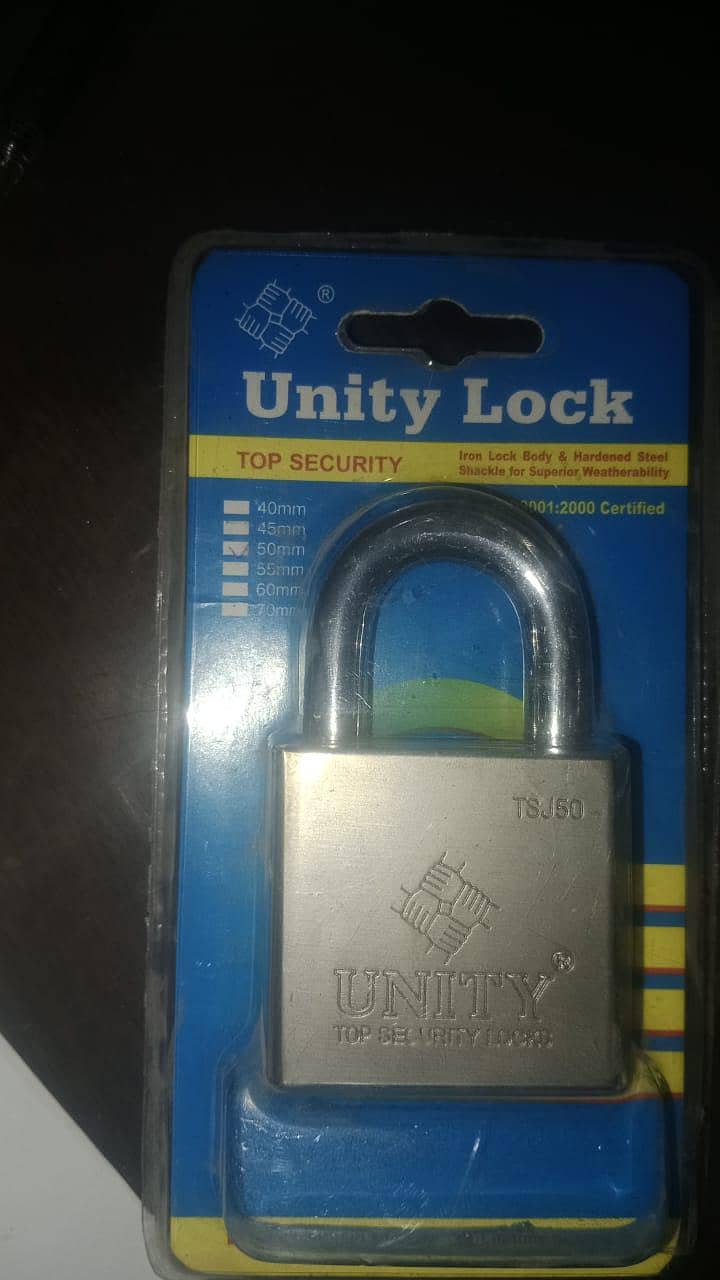 ®
Unity Lock
TOP SECURITY
Iron Lock Body & Hardened Steel
Shackle for Superior Weatherability
001:2000 Certified
40mm
45mm
50mm
55mm
60mm
70mm
TSJ50
UNITY®
TOP SECURITY LOCKS